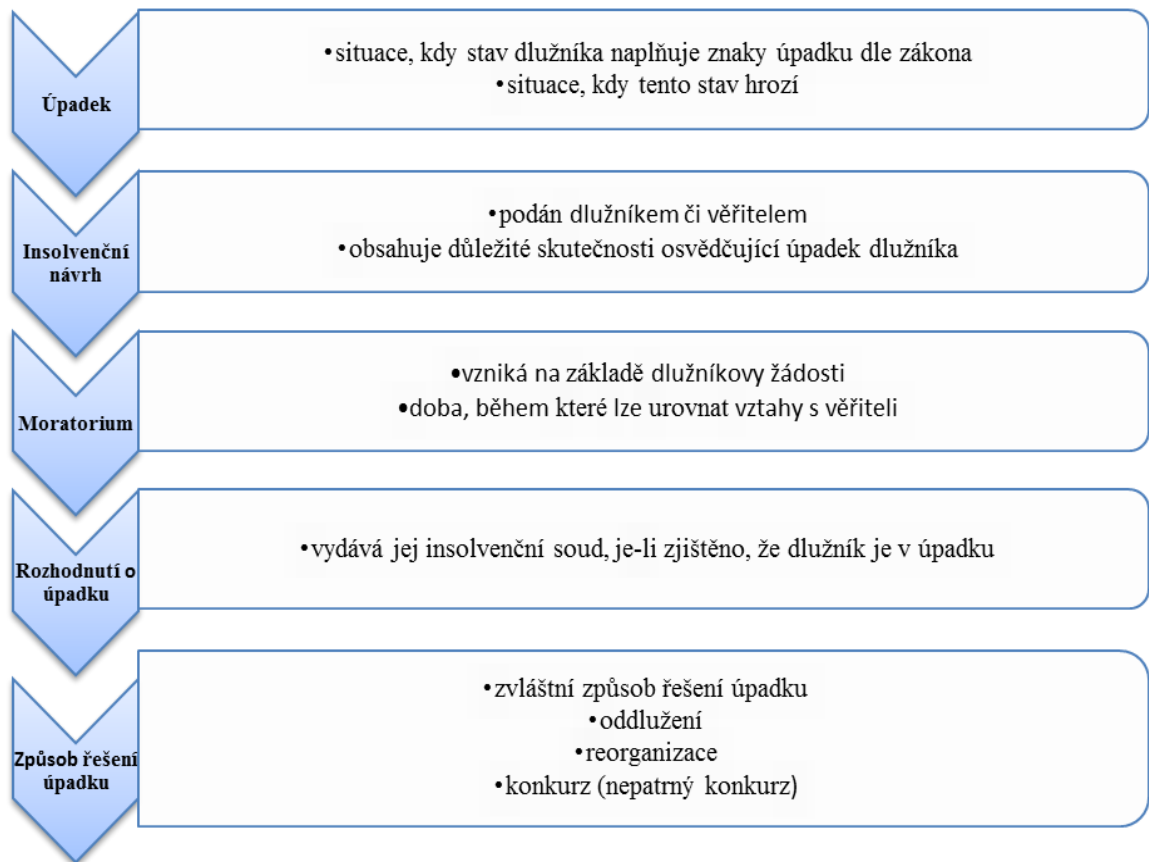 Úpadek
•situace, kdy stav dlužníka naplňuje znaky úpadku dle zákona
•situace, kdy tento stav hrozí
Insolvenční
návrh
•podán dlužníkem či věřitelem
•obsahuje důležité skutečnosti osvědčující úpadek dlužníka
Moratorium
•vzniká na základě dlužníkovy žádosti
•doba, během které lze urovnat vztahy s věřiteli
Rozhodnutí o
úpadku
•vydává jej insolvenční soud, je-li zjištěno, že dlužník je v úpadku
Způsob řešení
úpadku
•zvláštní způsob řešení úpadku
•oddlužení
•reorganizace
•konkurz (nepatrný konkurz)